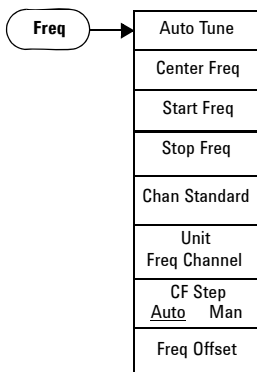 Freq
Auto Tune
Center Freq
Start Freq
Stop Freq
Chan Standard
Unit
Freq Channel
CF Step
Auto Man
Freq Offset